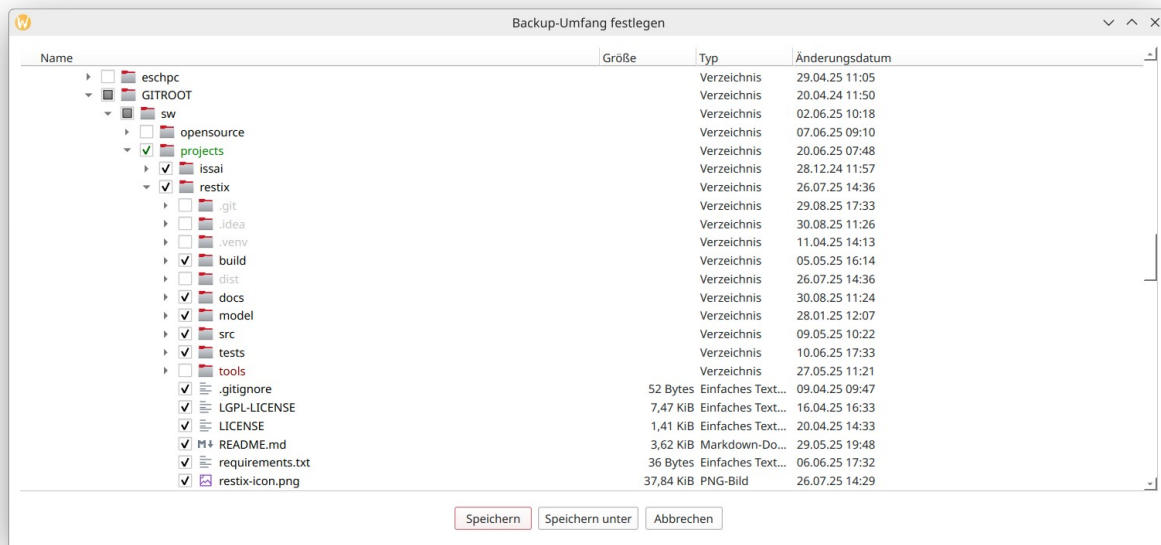 Backup-Umfang festlegen
Name Größe Typ Änderungsdatum
eschpc Verzeichnis 29.04.25 11:05
GITROOT Verzeichnis 20.04.24 11:50
sw Verzeichnis 02.06.25 10:18
opensource Verzeichnis 07.06.25 09:10
projects Verzeichnis 20.06.25 07:48
issai Verzeichnis 28.12.24 11:57
restix Verzeichnis 26.07.25 14:36
.git Verzeichnis 29.08.25 17:33
.idea Verzeichnis 30.08.25 11:26
.venv Verzeichnis 11.04.25 14:13
build Verzeichnis 05.05.25 16:14
dist Verzeichnis 26.07.25 14:36
docs Verzeichnis 30.08.25 11:24
model Verzeichnis 28.01.25 12:07
src Verzeichnis 09.05.25 10:22
tests Verzeichnis 10.06.25 17:33
tools Verzeichnis 27.05.25 11:21
.gitignore 52 Bytes Einfaches Text... 09.04.25 09:47
LGPL-LICENSE 7,47 KiB Einfaches Text... 16.04.25 16:33
LICENSE 1,41 KiB Einfaches Text... 20.04.25 14:33
README.md 3,62 KiB Markdown-Do... 29.05.25 19:48
requirements.txt 36 Bytes Einfaches Text... 06.06.25 17:32
restix-icon.png 37,84 KiB PNG-Bild 26.07.25 14:29
Speichern Speichern unter Abbrechen